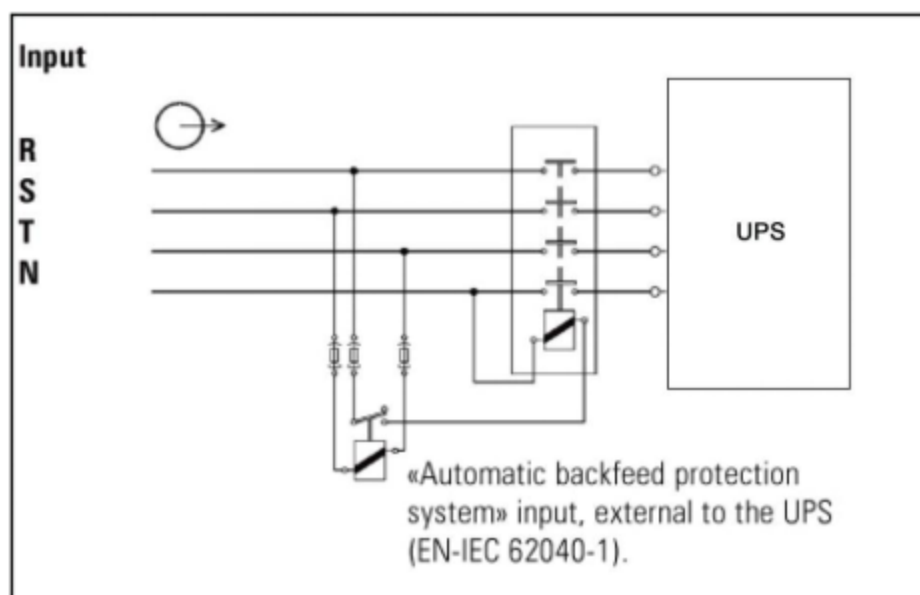 Input
R
S
T
N
UPS
«Automatic backfeed protection
system» input, external to the UPS
(EN-IEC 62040-1).